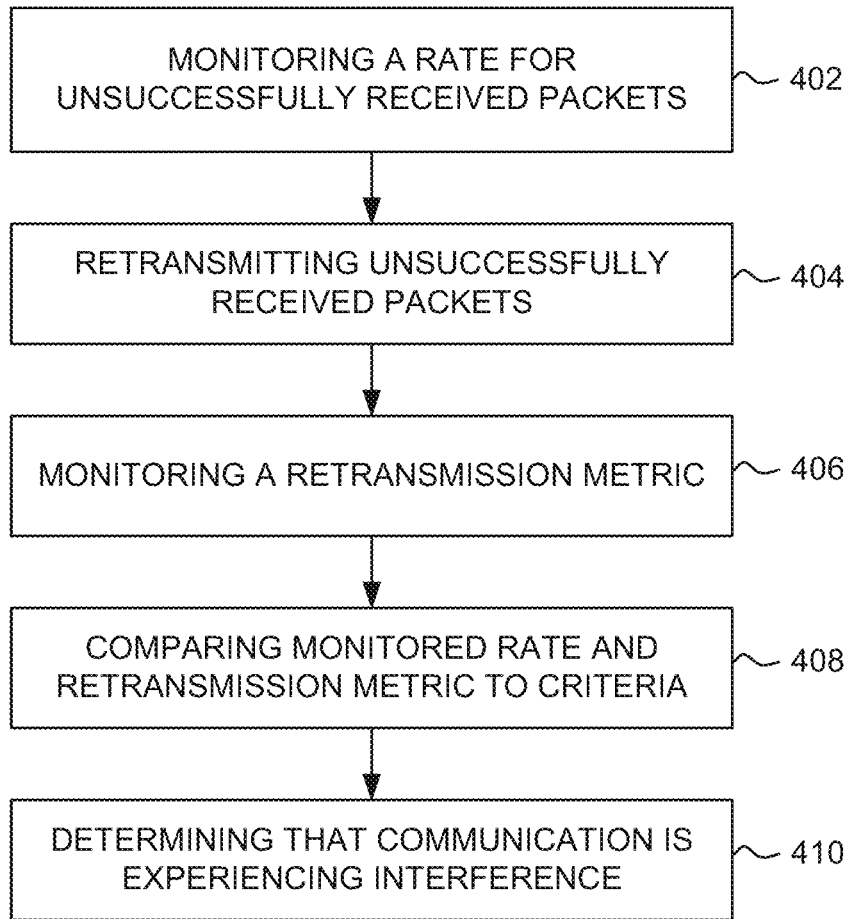 MONITORING A RATE FOR
UNSUCCESSFULLY RECEIVED PACKETS
402
RETRANSMITTING UNSUCCESSFULLY
RECEIVED PACKETS
404
MONITORING A RETRANSMISSION METRIC
406
COMPARING MONITORED RATE AND
RETRANSMISSION METRIC TO CRITERIA
408
DETERMINING THAT COMMUNICATION IS
EXPERIENCING INTERFERENCE
410